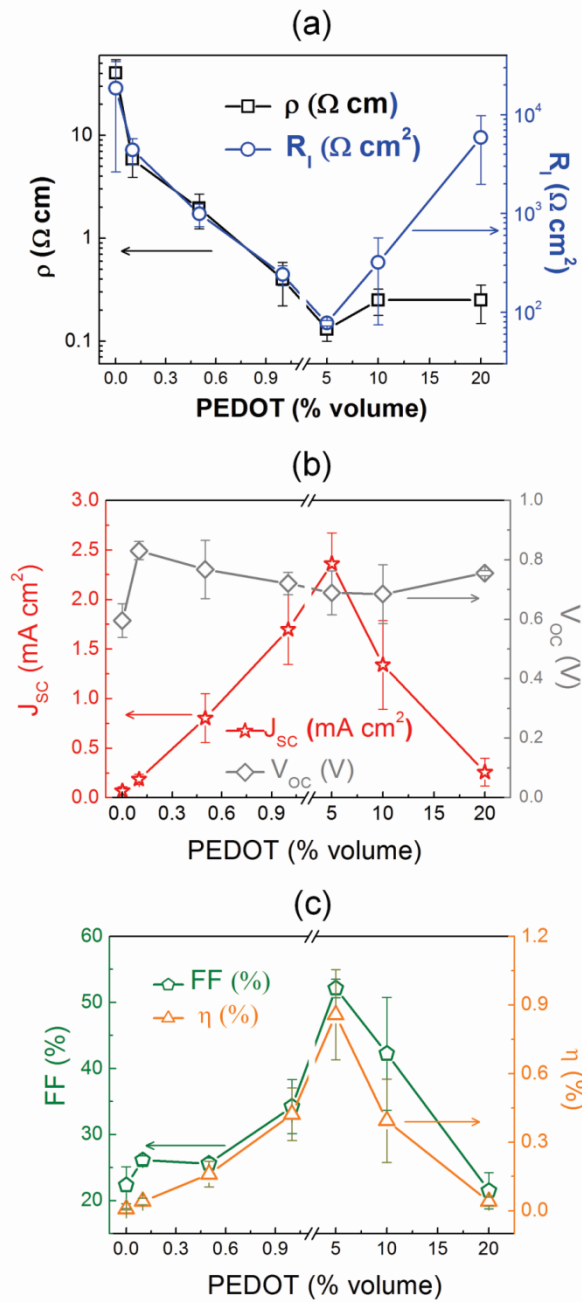 (a)
ρ (Ω cm)
R_I (Ω cm²)
10
1
0.1
ρ (Ω cm)
10⁴
10³
10²
R_I (Ω cm²)
0.0 0.3 0.6 0.9 5 10 15 20
PEDOT (% volume)
(b)
3.0
2.5
2.0
1.5
1.0
0.5
0.0
J_SC (mA cm²)
1.0
0.8
0.6
0.4
0.2
0.0
V_OC (V)
J_SC (mA cm²)
V_OC (V)
0.0 0.3 0.6 0.9 5 10 15 20
PEDOT (% volume)
(c)
60
50
40
30
20
FF (%)
FF (%)
η (%)
1.2
0.9
0.6
0.3
0.0
η (%)
0.0 0.3 0.6 0.9 5 10 15 20
PEDOT (% volume)